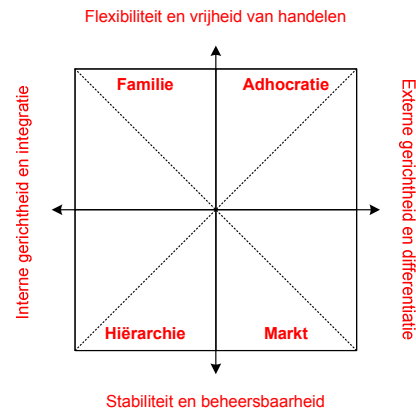 Flexibiliteit en vrijheid van handelen
Familie
Adhocratie
Interne gerichtheid en integratie
Externe gerichtheid en differentiatie
Hiërarchie
Markt
Stabiliteit en beheersbaarheid